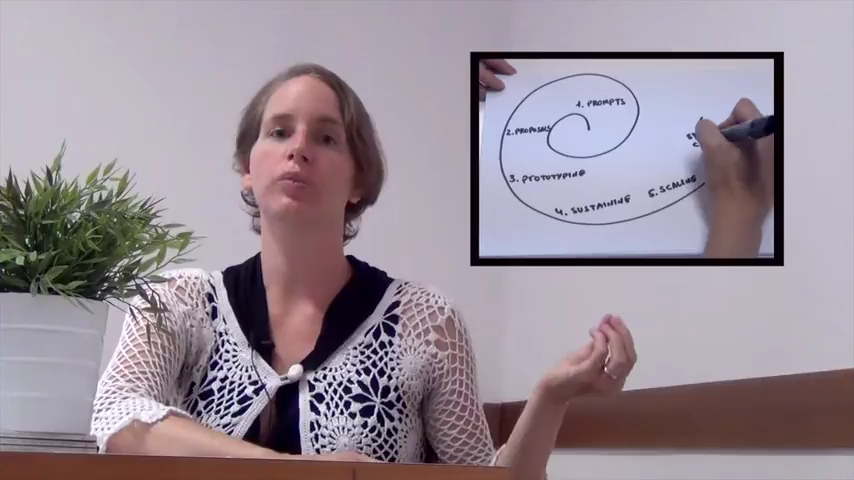 1. PROMPTS
2. PROPOSALS
3. PROTOTYPING
4. SUSTAINING
5. SCALING